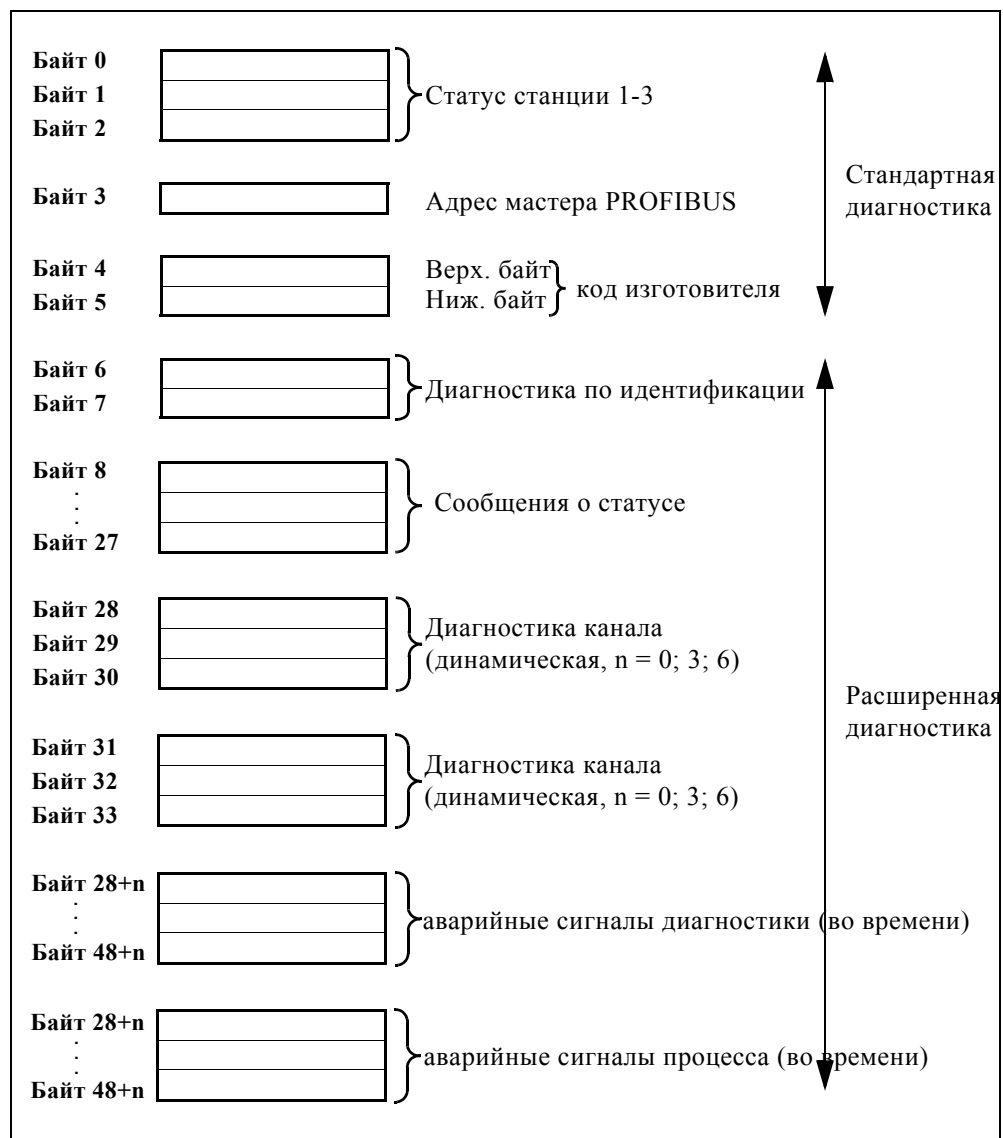 Байт 0
Байт 1
Байт 2
Статус станции 1-3
Байт 3
Адрес мастера PROFIBUS
Стандартная
диагностика
Байт 4
Байт 5
Верх. байт
Ниж. байт
код изготовителя
Байт 6
Байт 7
Диагностика по идентификации
Байт 8
Байт 27
Сообщения о статусе
Байт 28
Байт 29
Байт 30
Диагностика канала
(динамическая, n = 0; 3; 6)
Расширенная
диагностика
Байт 31
Байт 32
Байт 33
Диагностика канала
(динамическая, n = 0; 3; 6)
Байт 28+n
Байт 48+n
аварийные сигналы диагностики (во времени)
Байт 28+n
Байт 48+n
аварийные сигналы процесса (во времени)